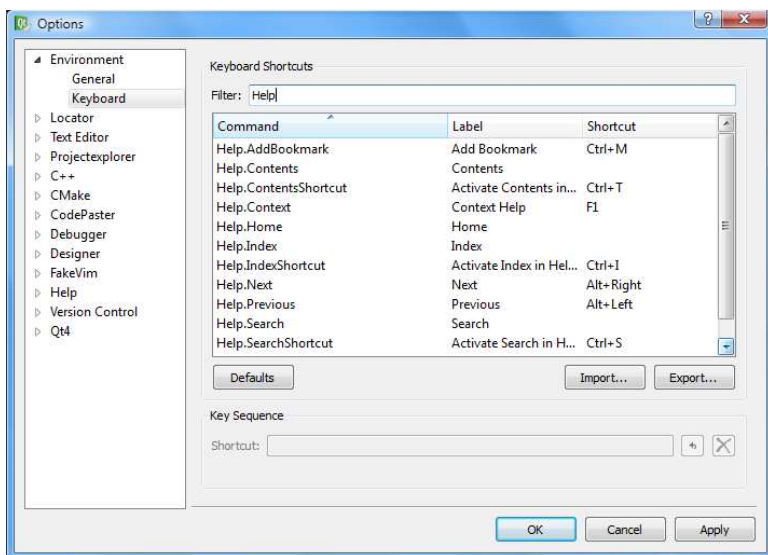 Options
Environment
General
Keyboard
Locator
Text Editor
Projectexplorer
C++
CMake
CodePaster
Debugger
Designer
FakeVim
Help
Version Control
Qt4
Keyboard Shortcuts
Filter: Help
Command Label Shortcut
Help.AddBookmark Add Bookmark Ctrl+M
Help.Contents Contents
Help.ContentsShortcut Activate Contents in... Ctrl+T
Help.Context Context Help F1
Help.Home Home
Help.Index Index
Help.IndexShortcut Activate Index in Hel... Ctrl+I
Help.Next Next Alt+Right
Help.Previous Previous Alt+Left
Help.Search Search
Help.SearchShortcut Activate Search in H... Ctrl+S
Defaults Import... Export...
Key Sequence
Shortcut:
OK Cancel Apply